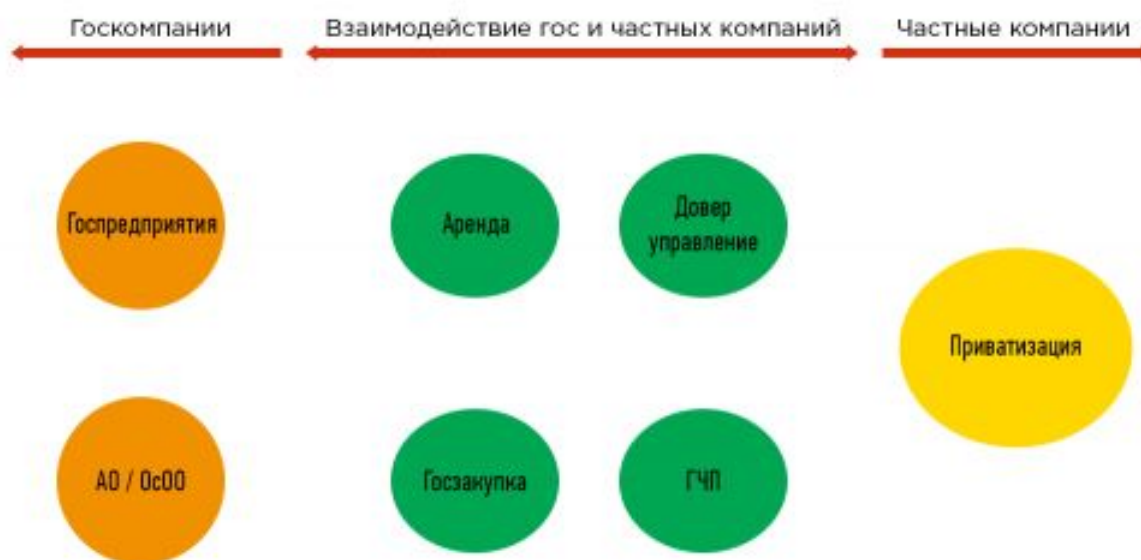 Госкомпании
Взаимодействие гос и частных компаний
Частные компании
Госпредприятия
Аренда
Довер
управление
Приватизация
АО / ОсОО
Госзакупка
ГЧП